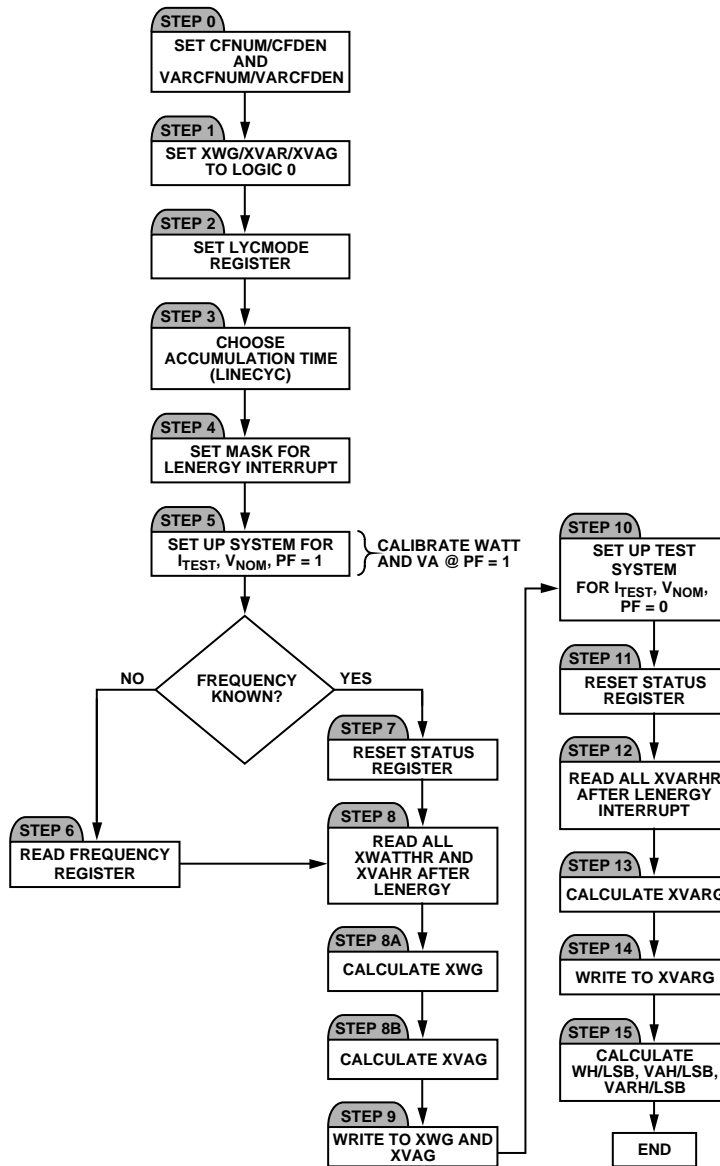 STEP 0
SET CFNUM/CFDEN
AND
VARCFNUM/VARCFDEN
STEP 1
SET XWG/XVAR/XVAG
TO LOGIC 0
STEP 2
SET LYCMODE
REGISTER
STEP 3
CHOOSE
ACCUMULATION TIME
(LINECYC)
STEP 4
SET MASK FOR
LENERGY INTERRUPT
STEP 5
SET UP SYSTEM FOR
ITEST, VNOM, PF = 1
CALIBRATE WATT
AND VA @ PF = 1
FREQUENCY
KNOWN?
NO
YES
STEP 6
READ FREQUENCY
REGISTER
STEP 7
RESET STATUS
REGISTER
STEP 8
READ ALL
XWATTHR AND
XVAHR AFTER
LENERGY
STEP 8A
CALCULATE XWG
STEP 8B
CALCULATE XVAG
STEP 9
WRITE TO XWG AND
XVAG
STEP 10
SET UP TEST
SYSTEM
FOR ITEST, VNOM,
PF = 0
STEP 11
RESET STATUS
REGISTER
STEP 12
READ ALL XVARHR
AFTER LENERGY
INTERRUPT
STEP 13
CALCULATE XVARG
STEP 14
WRITE TO XVARG
STEP 15
CALCULATE
WH/LSB, VAH/LSB,
VARH/LSB
END